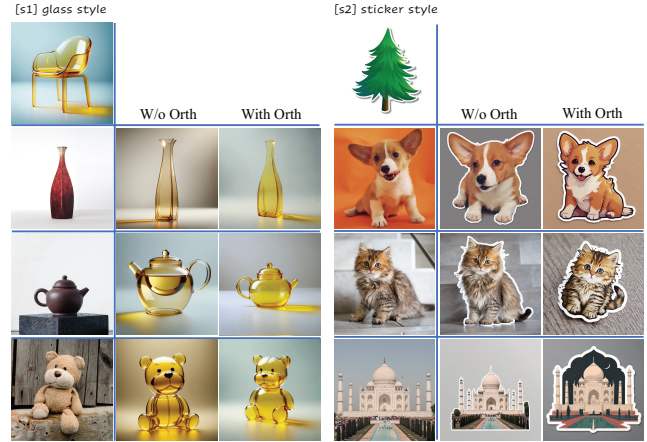 [s1] glass style
[s2] sticker style
W/o Orth
With Orth
W/o Orth
With Orth